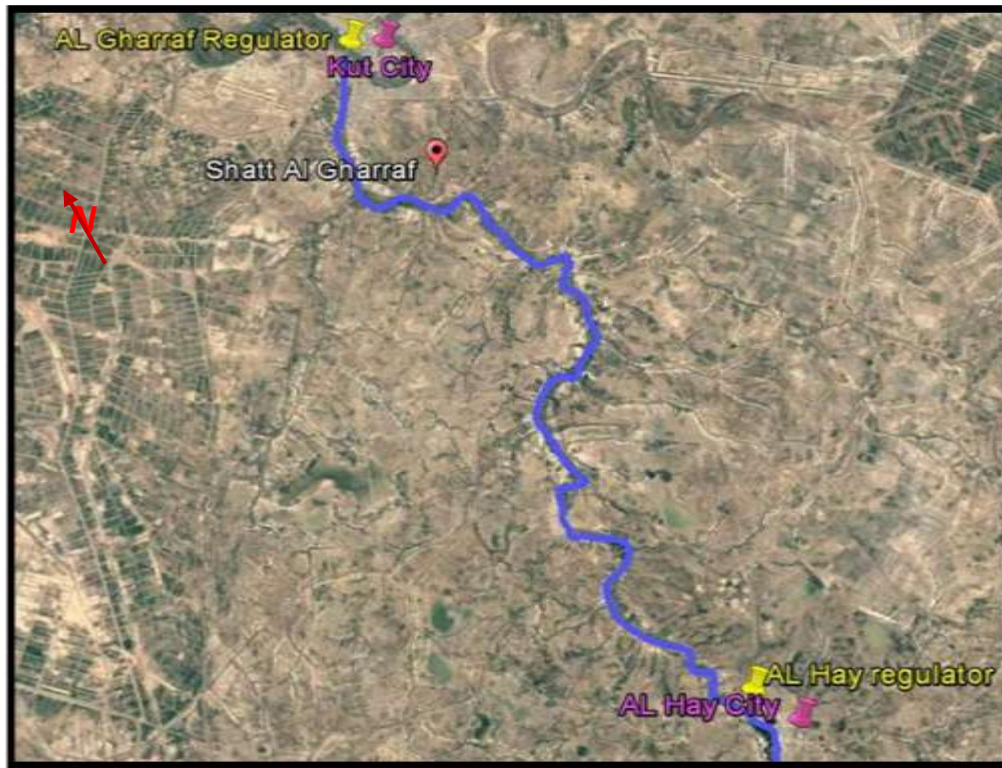 AL Gharraf Regulator
Kut City
Shatt Al Gharraf
N
AL Hay regulator
AL Hay City